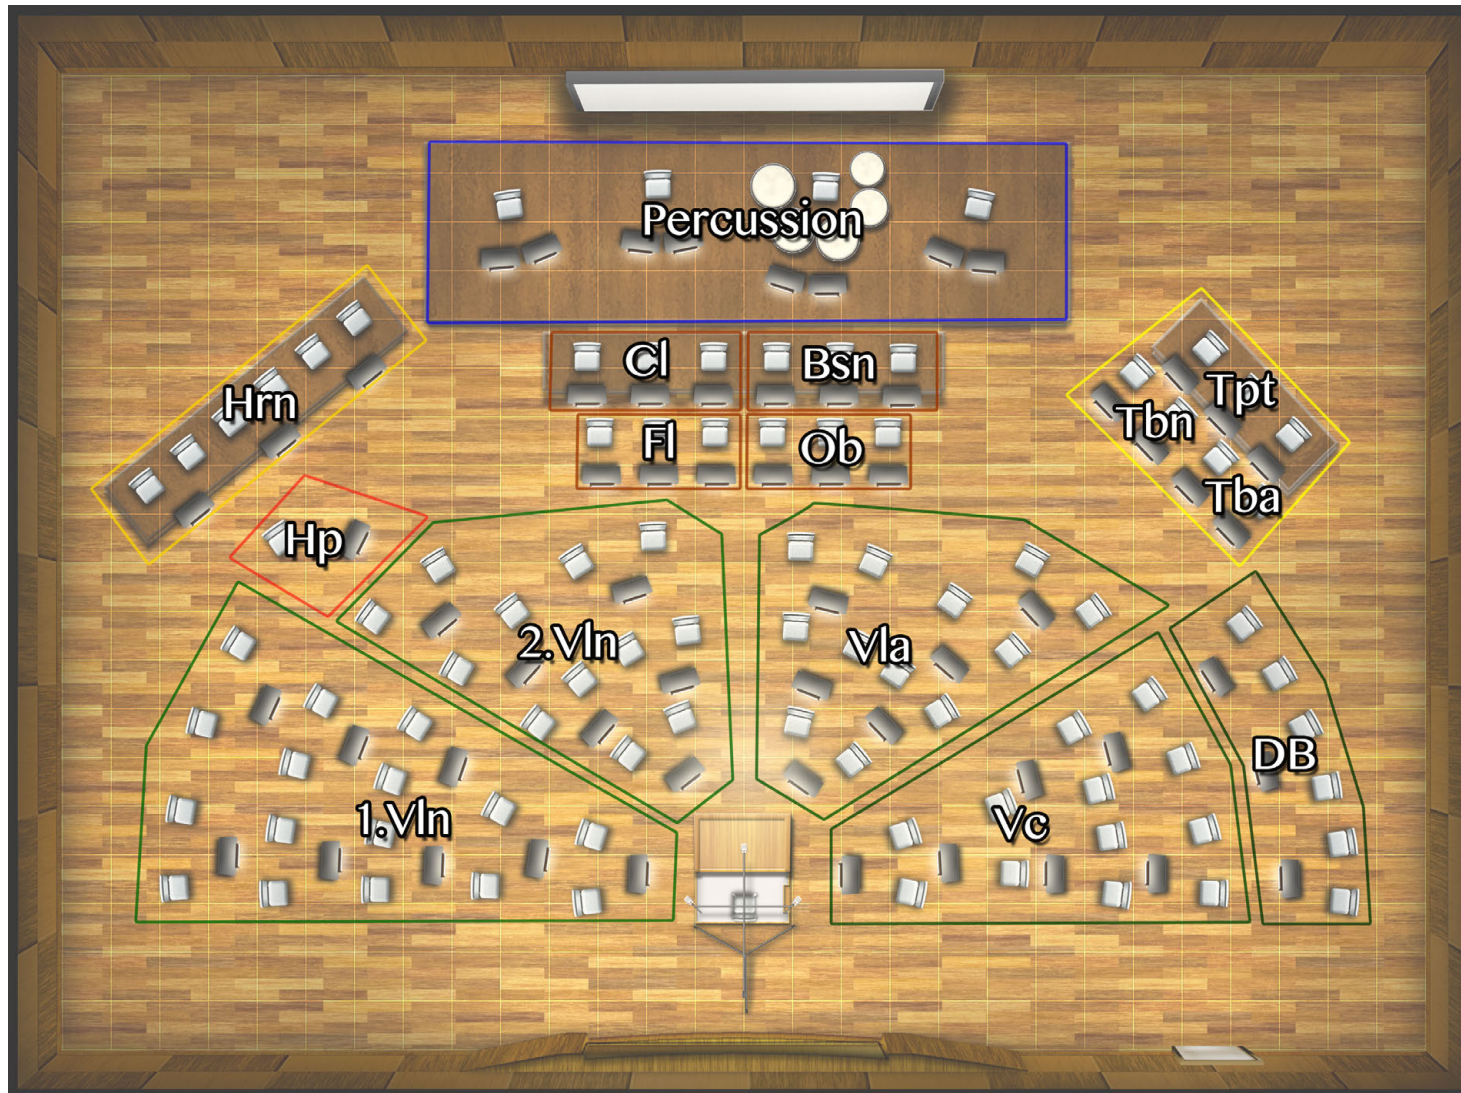 Percussion
Cl
Bsn
Hrn
Fl
Ob
Tpt
Tbn
Tba
Hp
2.Vln
Vla
1.Vln
Vc
DB